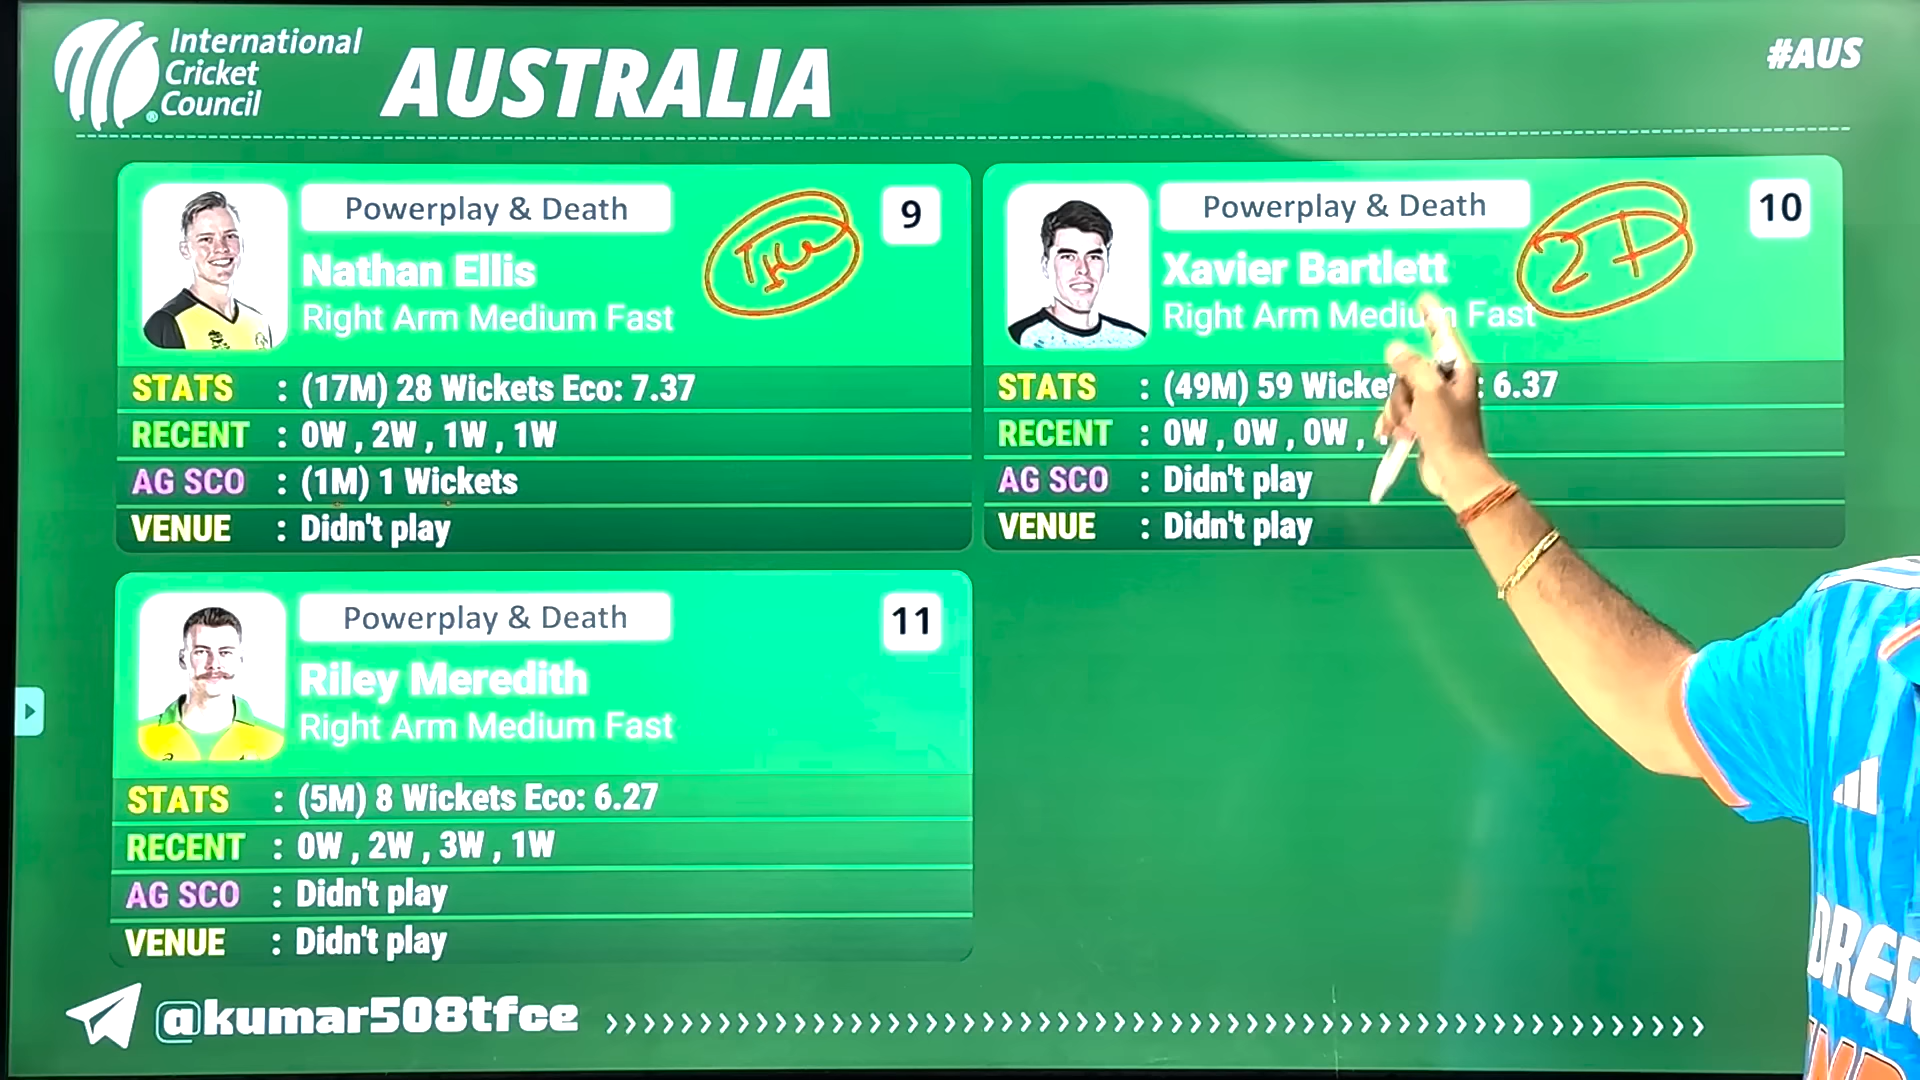 International
Cricket
Council
AUSTRALIA
#AUS
Powerplay & Death
9
Nathan Ellis
Right Arm Medium Fast
STATS : (17M) 28 Wickets Eco: 7.37
RECENT : 0W , 2W , 1W , 1W
AG SCO : (1M) 1 Wickets
VENUE : Didn't play
Powerplay & Death
10
Xavier Bartlett
2D
Right Arm Medium Fast
STATS : (49M) 59 : 6.37
RECENT : 0W , 0W , 0W ,
AG SCO : Didn't play
VENUE : Didn't play
Powerplay & Death
11
Riley Meredith
Right Arm Medium Fast
STATS : (5M) 8 Wickets Eco: 6.27
RECENT : 0W , 2W , 3W , 1W
AG SCO : Didn't play
VENUE : Didn't play
@kumar508tfce